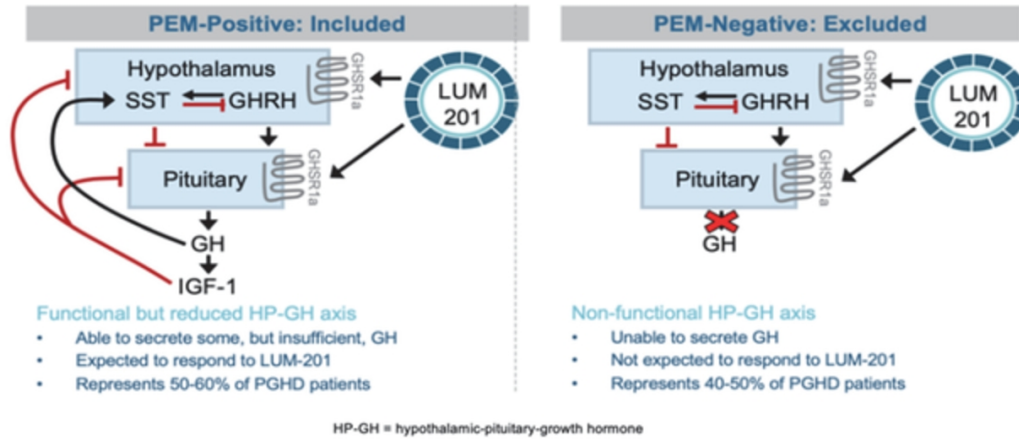 PEM-Positive: Included
Hypothalamus
SST
GHRH
GHSR1a
LUM
201
Pituitary
GHSR1a
GH
IGF-1
Functional but reduced HP-GH axis
• Able to secrete some, but insufficient, GH
• Expected to respond to LUM-201
• Represents 50-60% of PGHD patients
PEM-Negative: Excluded
Hypothalamus
SST
GHRH
GHSR1a
LUM
201
Pituitary
GHSR1a
GH
Non-functional HP-GH axis
• Unable to secrete GH
• Not expected to respond to LUM-201
• Represents 40-50% of PGHD patients
HP-GH = hypothalamic-pituitary-growth hormone